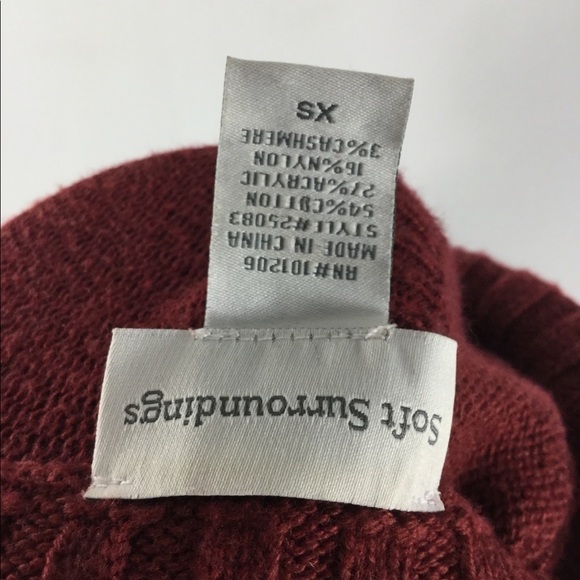 Soft Surroundings
RN#101206
MADE IN CHINA
STYLE#25083
54%COTTON
27%ACRYLIC
16%NYLON
3%CASHMERE
XS